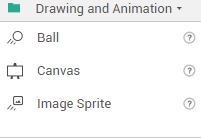 Drawing and Animation
Ball
Canvas
Image Sprite